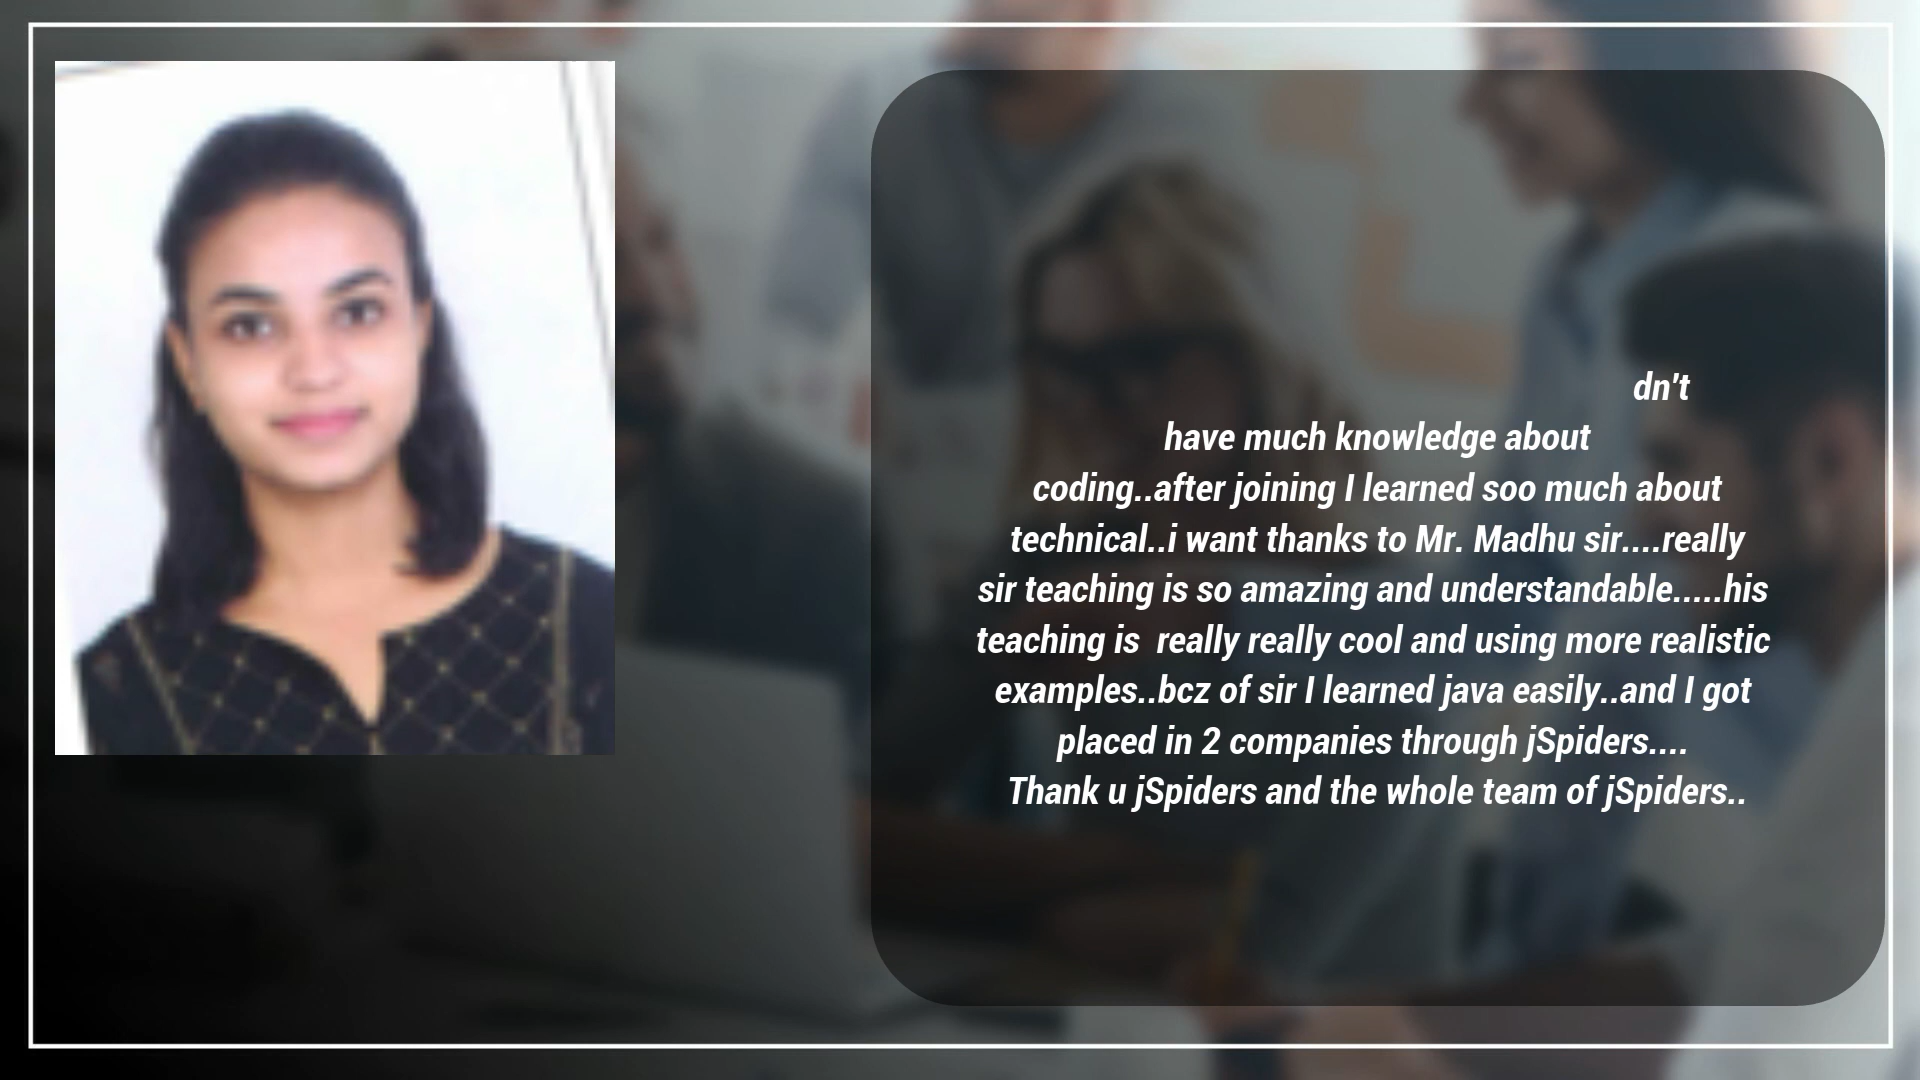 dn't
have much knowledge about
coding..after joining I learned soo much about
technical..i want thanks to Mr. Madhu sir....really
sir teaching is so amazing and understandable.....his
teaching is  really really cool and using more realistic
examples..bcz of sir I learned java easily..and I got
placed in 2 companies through jSpiders....
Thank u jSpiders and the whole team of jSpiders..